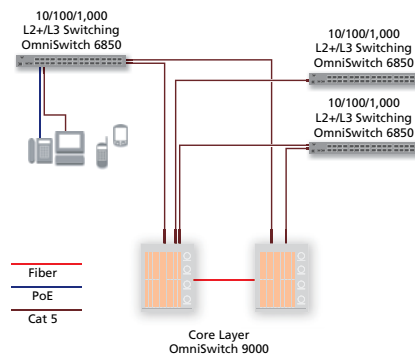 10/100/1,000
L2+/L3 Switching
OmniSwitch 6850
10/100/1,000
L2+/L3 Switching
OmniSwitch 6850
10/100/1,000
L2+/L3 Switching
OmniSwitch 6850
Fiber
PoE
Cat 5
Core Layer
OmniSwitch 9000